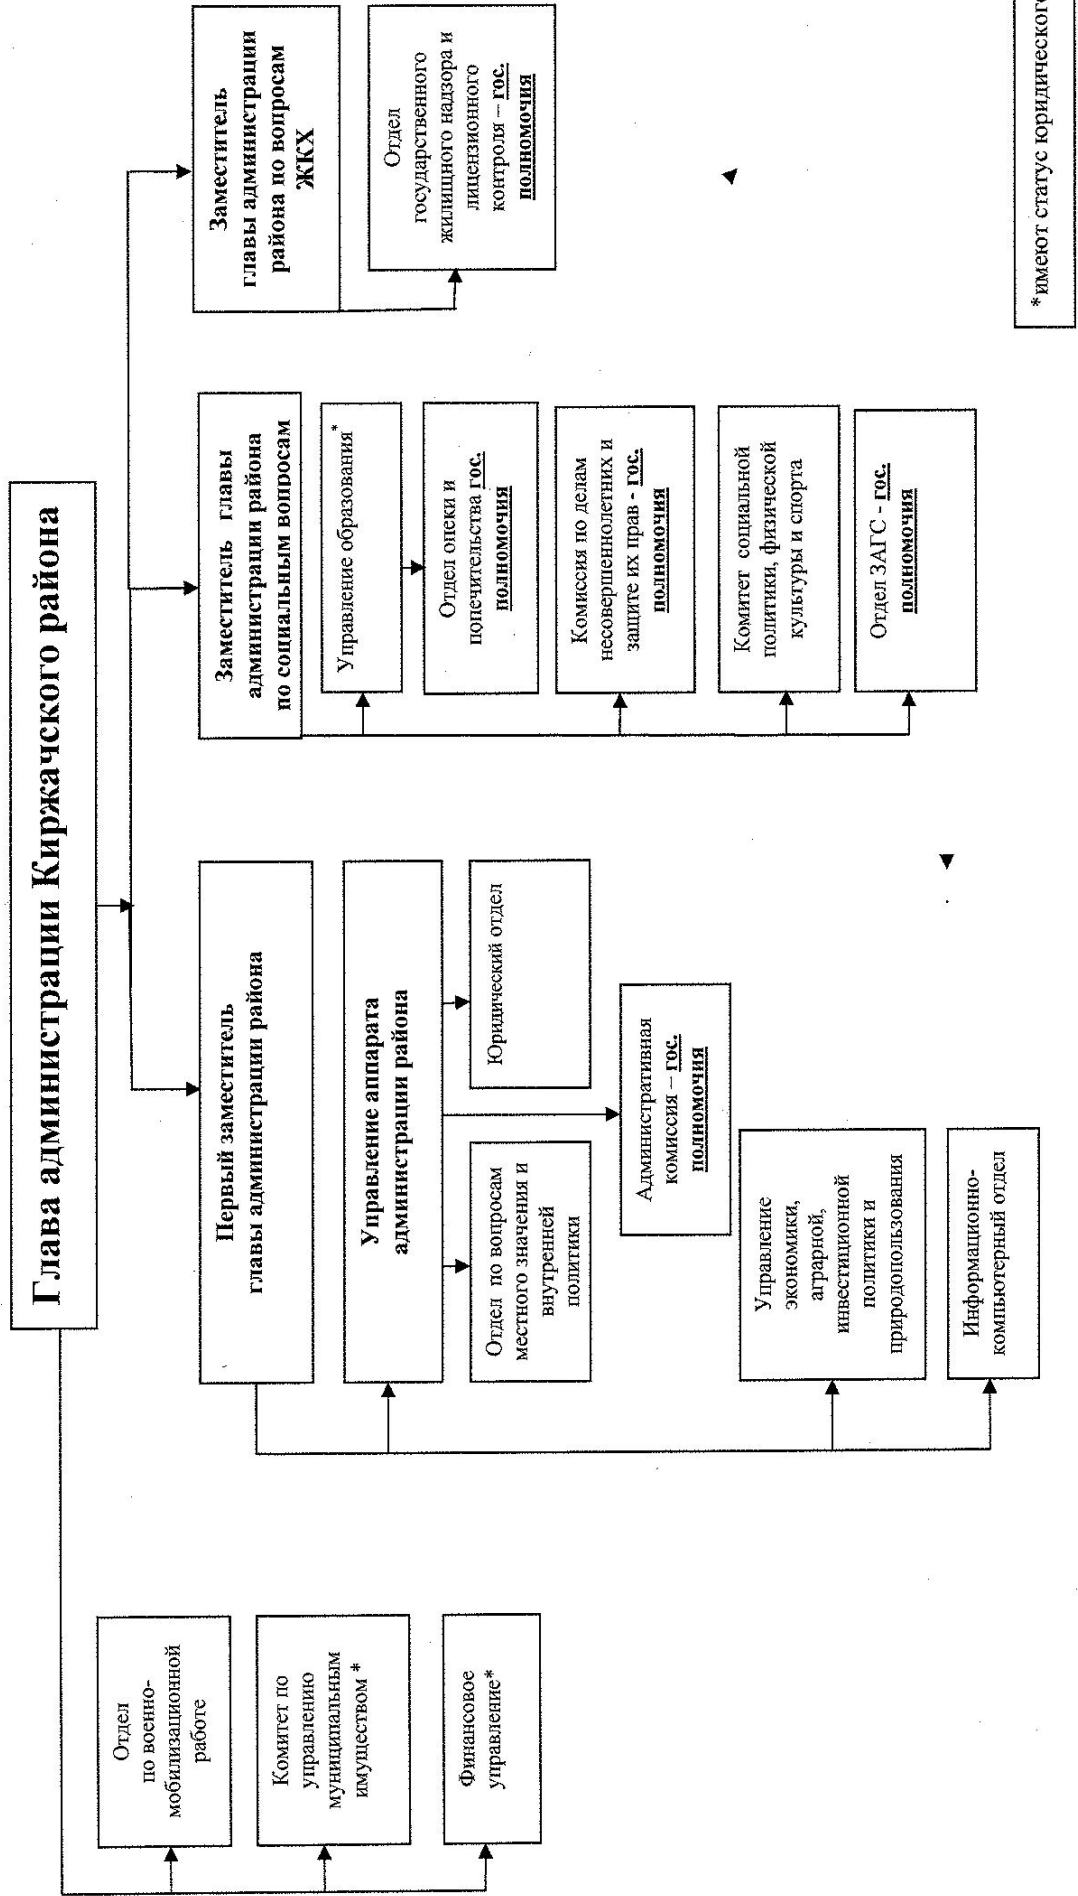 Глава администрации Киржачского района
Отдел
по военно-
мобилизационной
работе
Комитет по
управлению
муниципальным
имуществом *
Финансовое
управление*
Первый заместитель
главы администрации района
Управление аппарата
администрации района
Отдел по вопросам
местного значения и
внутренней
политики
Юридический отдел
Административная
комиссия – гос.
полномочия
Управление
экономики,
аграрной,
инвестиционной
политики и
природопользования
Информационно-
компьютерный отдел
Заместитель главы
администрации района
по социальным вопросам
Управление образования*
Отдел опеки и
попечительства гос.
полномочия
Комиссия по делам
несовершеннолетних и
защите их прав - гос.
полномочия
Комитет социальной
политики, физической
культуры и спорта
Отдел ЗАГС - гос.
полномочия
Заместитель
главы администрации
района по вопросам
ЖКХ
Отдел
государственного
жилищного надзора и
лицензионного
контроля – гос.
полномочия
*имеют статус юридического